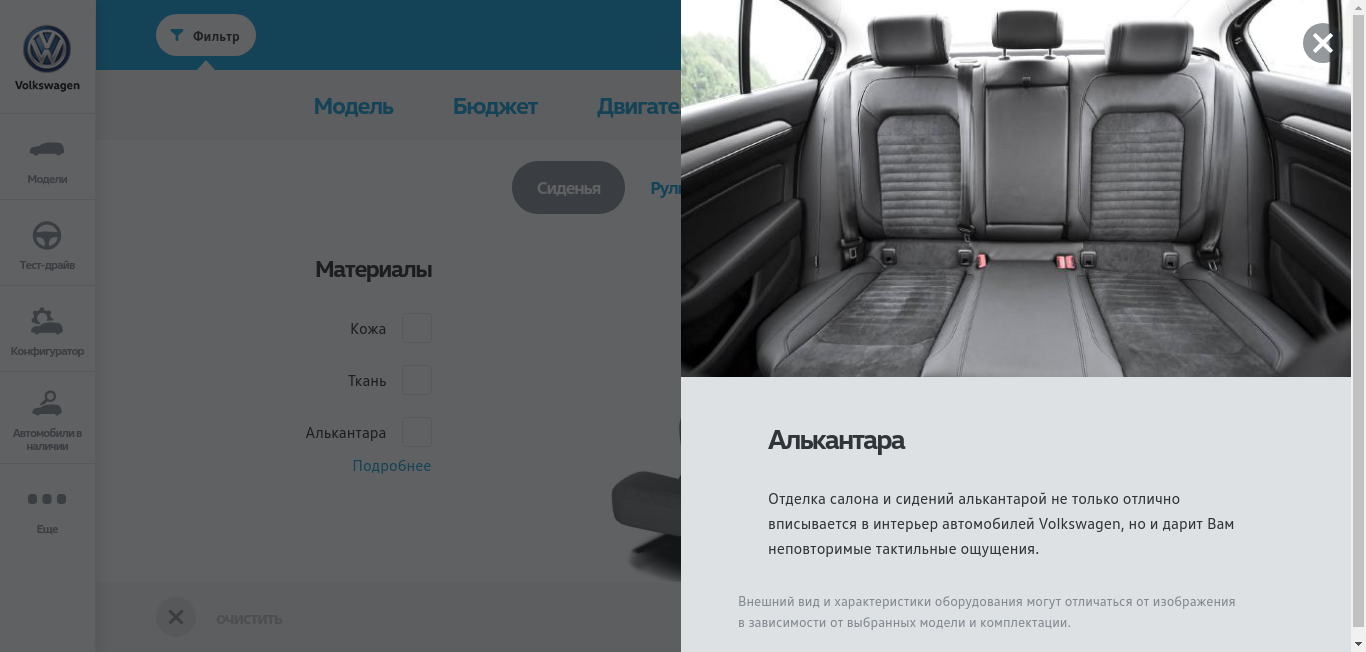 Volkswagen
Модели
Тест-драйв
Конфигуратор
Автомобили в
наличии
Еще
Фильтр
Модель
Бюджет
Двигате
Сиденья
Рул
Материалы
Кожа
Ткань
Алькантара
Подробнее
ОЧИСТИТЬ
Алькантара
Отделка салона и сидений алькантарой не только отлично
вписывается в интерьер автомобилей Volkswagen, но и дарит Вам
неповторимые тактильные ощущения.
Внешний вид и характеристики оборудования могут отличаться от изображения
в зависимости от выбранных модели и комплектации.